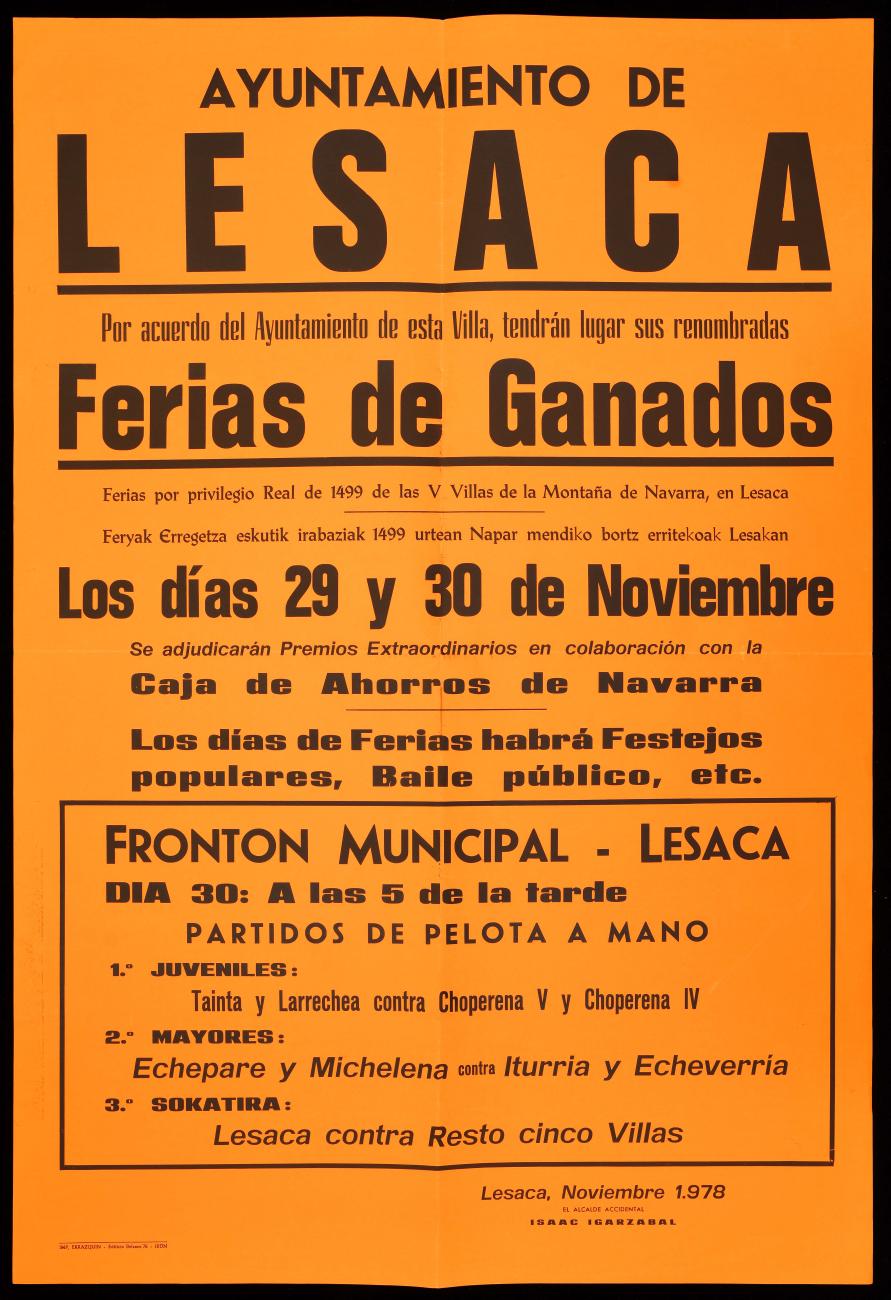 AYUNTAMIENTO DE
LESACA
Por acuerdo del Ayuntamiento de esta Villa, tendrán lugar sus renombradas
Ferias de Ganados
Ferias por privilegio Real de 1499 de las V Villas de la Montaña de Navarra, en Lesaca
Feryak Erregetza eskutik irabaziak 1499 urtean Napar mendiko bortz erritekoak Lesakan
Los días 29 y 30 de Noviembre
Se adjudicarán Premios Extraordinarios en colaboración con la
Caja de Ahorros de Navarra
Los días de Ferias habrá Festejos
populares, Baile público, etc.
FRONTON MUNICIPAL - LESACA
DIA 30: A las 5 de la tarde
PARTIDOS DE PELOTA A MANO
1.º JUVENILES:
Tainta y Larrechea contra Choperena V y Choperena IV
2.º MAYORES:
Echepare y Michelena contra Iturria y Echeverría
3.º SOKATIRA:
Lesaca contra Resto cinco Villas
Lesaca, Noviembre 1.978
EL ALCALDE ACCIDENTAL
ISAAC IGARZABAL
IMP. ERRAZQUIN - - IRÚN